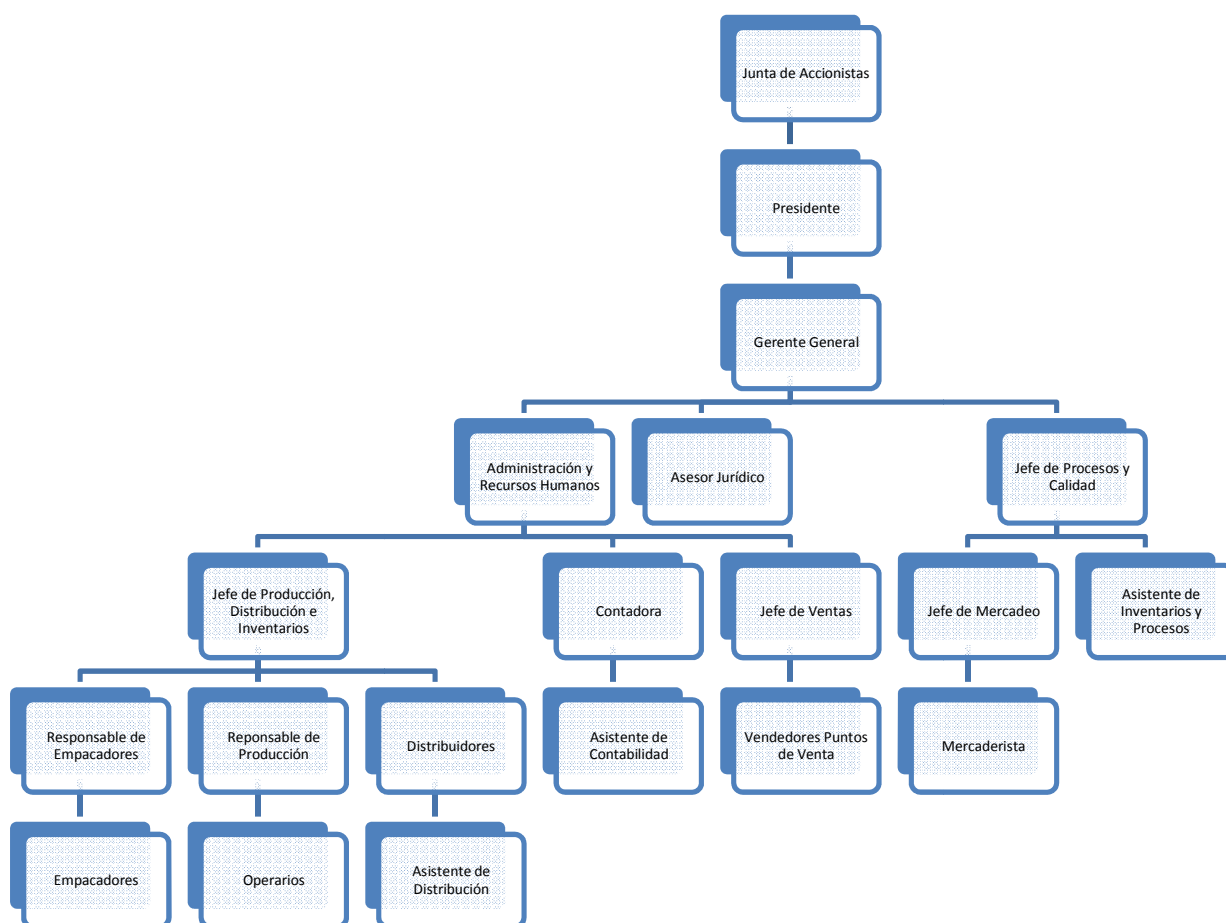 Junta de Accionistas
Presidente
Gerente General
Administración y
Recursos Humanos
Asesor Jurídico
Jefe de Procesos y
Calidad
Jefe de Producción,
Distribución e
Inventarios
Contadora
Jefe de Ventas
Jefe de Mercadeo
Asistente de
Inventarios y
Procesos
Responsable de
Empacadores
Reponsable de
Producción
Distribuidores
Asistente de
Contabilidad
Vendedores Puntos
de Venta
Mercaderista
Empacadores
Operarios
Asistente de
Distribución